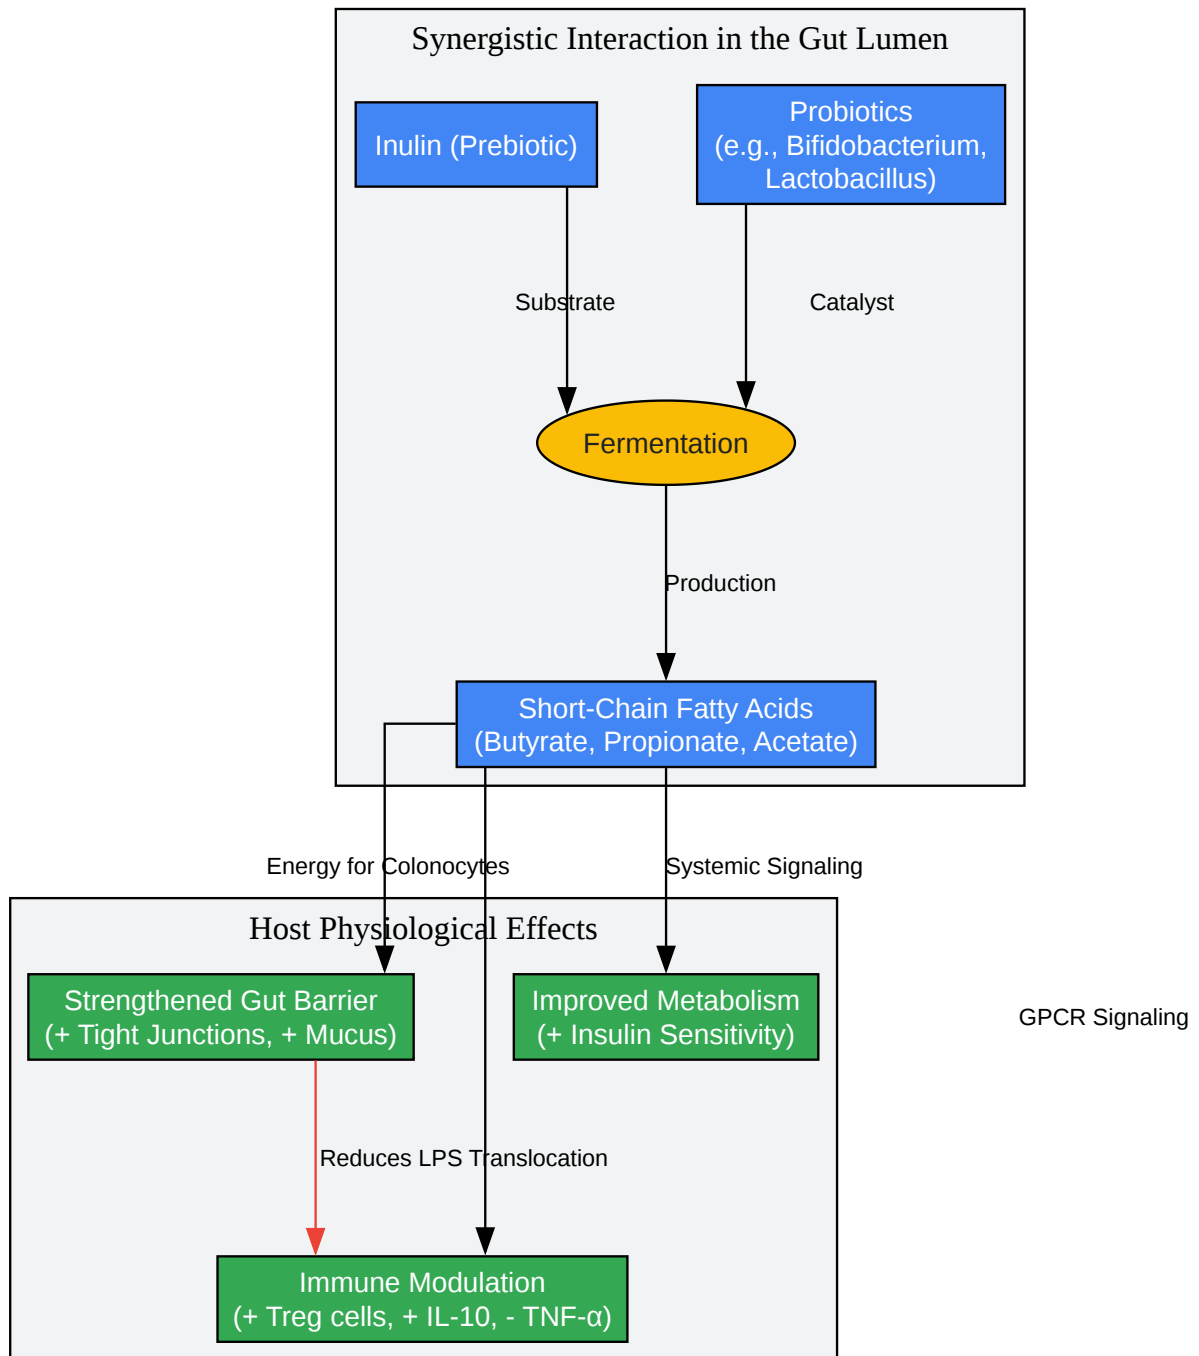 Synergistic Interaction in the Gut Lumen
Inulin (Prebiotic)
Probiotics
(e.g., Bifidobacterium,
Lactobacillus)
Substrate
Catalyst
Fermentation
Production
Short-Chain Fatty Acids
(Butyrate, Propionate, Acetate)
Energy for Colonocytes
Systemic Signaling
Host Physiological Effects
Strengthened Gut Barrier
(+ Tight Junctions, + Mucus)
Improved Metabolism
(+ Insulin Sensitivity)
GPCR Signaling
Reduces LPS Translocation
Immune Modulation
(+ Treg cells, + IL-10, - TNF-α)